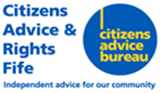 Citizens
Advice &
Rights
Fife
citizens
advice
bureau
Independent advice for our community